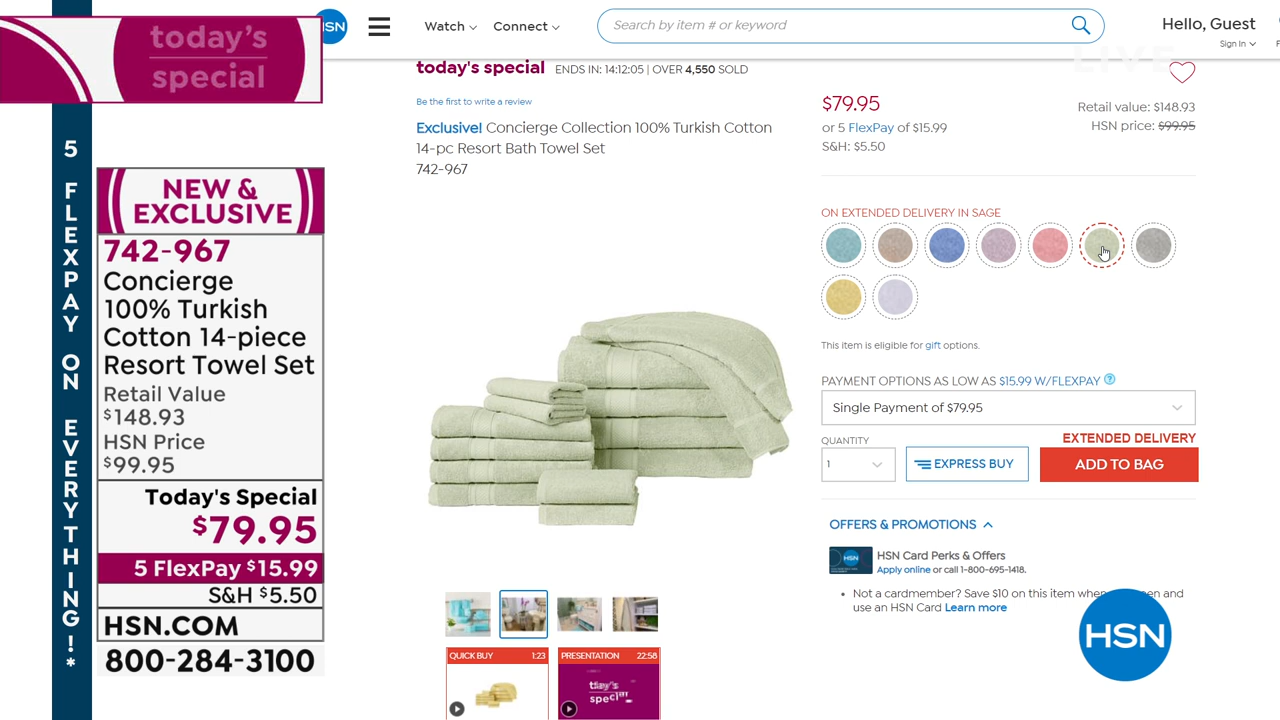 today's
special
5 FLEXPAY ON EVERYTHING!*
NEW &
EXCLUSIVE
742-967
Concierge
100% Turkish
Cotton 14-piece
Resort Towel Set
Retail Value
$148.93
HSN Price
$99.95
Today's Special
$79.95
5 FlexPay $15.99
S&H $5.50
HSN.COM
800-284-3100
Watch
Connect
Search by item # or keyword
Hello, Guest
Sign In
LIVE
today's special ENDS IN: 14:12:05 | OVER 4,550 SOLD
Be the first to write a review
Exclusive! Concierge Collection 100% Turkish Cotton
14-pc Resort Bath Towel Set
742-967
$79.95
or 5 FlexPay of $15.99
S&H: $5.50
Retail value: $148.93
HSN price: $99.95
ON EXTENDED DELIVERY IN SAGE
This item is eligible for gift options.
PAYMENT OPTIONS AS LOW AS $15.99 W/FLEXPAY ?
Single Payment of $79.95
QUANTITY
1
EXPRESS BUY
EXTENDED DELIVERY
ADD TO BAG
OFFERS & PROMOTIONS
HSN
HSN Card Perks & Offers
Apply online or call 1-800-695-1418.
• Not a cardmember? Save $10 on this item when and
use an HSN Card Learn more
HSN
QUICK BUY 1:23
PRESENTATION 22:58
today's
special